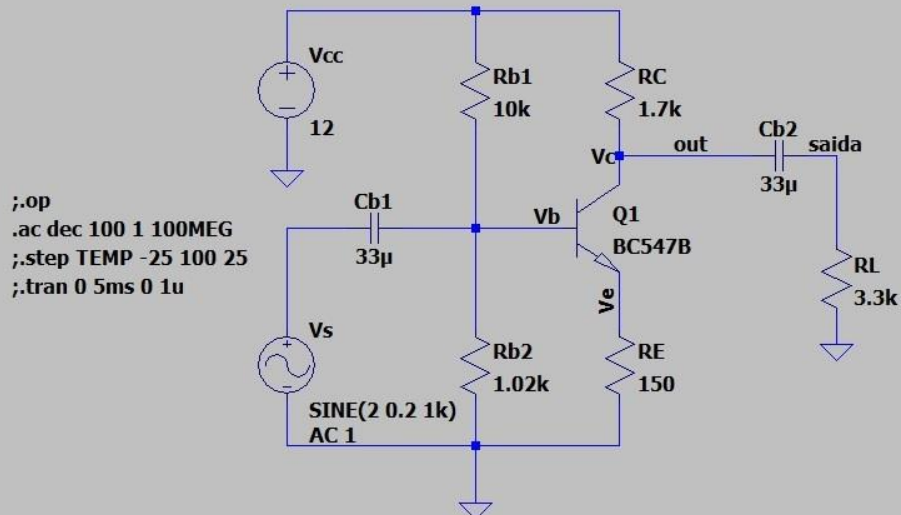 Vcc
12
Rb1
10k
RC
1.7k
Cb2
33µ
out
saida
Vc
;.op
.ac dec 100 1 100MEG
;.step TEMP -25 100 25
;.tran 0 5ms 0 1u
Cb1
33µ
Vb
Q1
BC547B
RL
3.3k
Ve
Vs
SINE(2 0.2 1k)
AC 1
Rb2
1.02k
RE
150